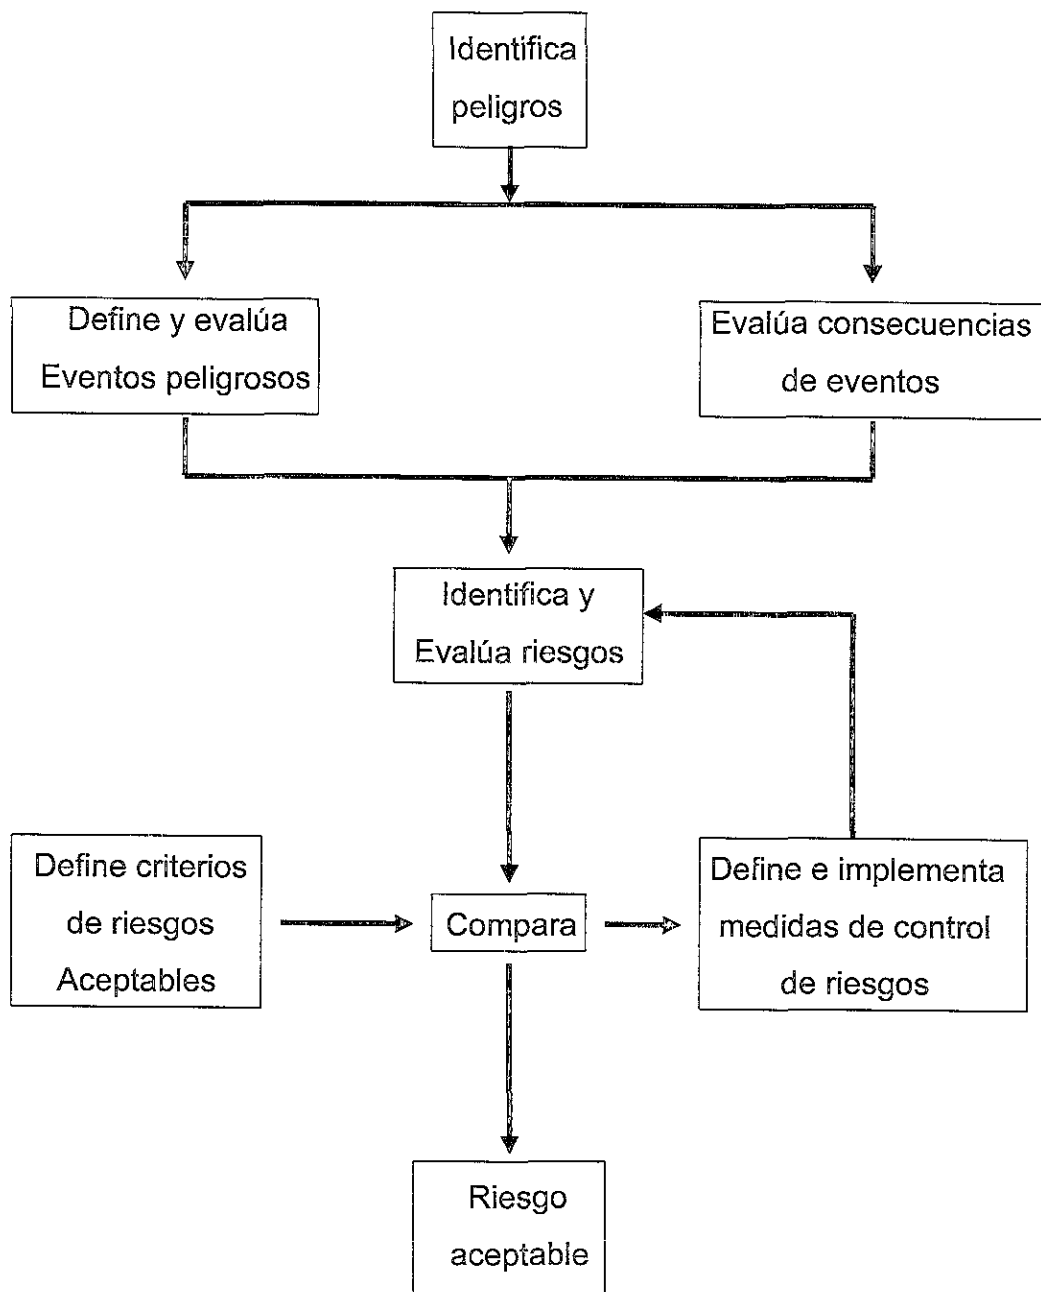 Identifica
peligros
Define y evalúa
Eventos peligrosos
Evalúa consecuencias
de eventos
Identifica y
Evalúa riesgos
Define criterios
de riesgos
Aceptables
Compara
Define e implementa
medidas de control
de riesgos
Riesgo
aceptable